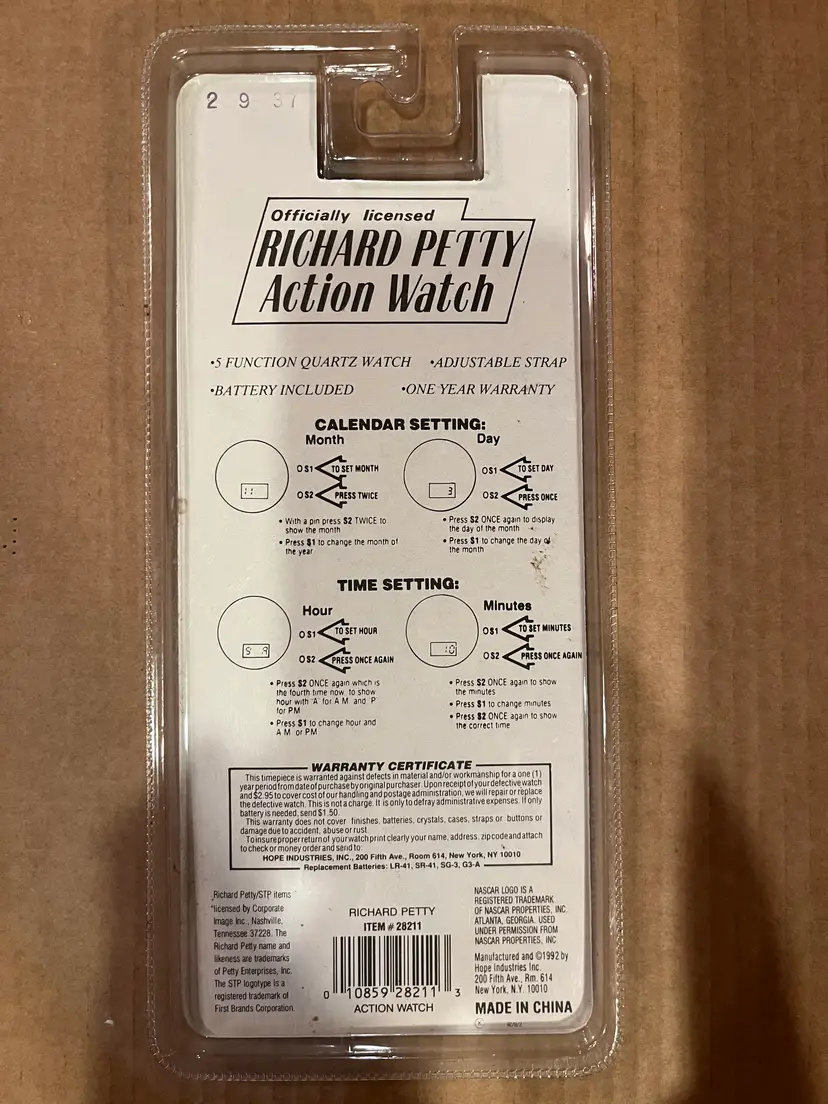 2 9 37
Officially licensed
RICHARD PETTY
Action Watch
•5 FUNCTION QUARTZ WATCH •ADJUSTABLE STRAP
•BATTERY INCLUDED •ONE YEAR WARRANTY
CALENDAR SETTING:
Month
11
O S1 TO SET MONTH
O S2 PRESS TWICE
• With a pin press S2 TWICE to
show the month
• Press S1 to change the month of
the year
Day
3
O S1 TO SET DAY
O S2 PRESS ONCE
• Press S2 ONCE again to display
the day of the month
• Press S1 to change the day of
the month
TIME SETTING:
Hour
O S1 TO SET HOUR
O S2 PRESS ONCE AGAIN
• Press S2 ONCE again which is
the fourth time now, to show
hour with 'A' for A M and 'P'
for PM
• Press S1 to change hour and
A M or PM
Minutes
10
O S1 TO SET MINUTES
O S2 PRESS ONCE AGAIN
• Press S2 ONCE again to show
the minutes
• Press S1 to change minutes
• Press S2 ONCE again to show
the correct time
WARRANTY CERTIFICATE
This timepiece is warranted against defects in material and/or workmanship for a one (1)
year period from date of purchase by original purchaser. Upon receipt of your defective watch
and $2.95 to cover cost of our handling and postage administration, we will repair or replace
the defective watch. This is not a charge. It is only to defray administrative expenses. If only
battery is needed, send $1.50.
This warranty does not cover finishes, batteries, crystals, cases, straps or buttons or
damage due to accident, abuse or rust.
To insure proper return of your watch print clearly your name, address, zip code and attach
to check or money order and send to:
HOPE INDUSTRIES, INC., 200 Fifth Ave., Room 614, New York, NY 10010
Replacement Batteries: LR-41, SR-41, SG-3, G3-A
Richard Petty/STP items
licensed by Corporate
Image Inc., Nashville,
Tennessee 37228. The
Richard Petty name and
likeness are trademarks
of Petty Enterprises, Inc.
The STP logotype is a
registered trademark of
First Brands Corporation.
RICHARD PETTY
ITEM # 28211
0 10859 28211 3
ACTION WATCH
NASCAR LOGO IS A
REGISTERED TRADEMARK
OF NASCAR PROPERTIES, INC.
ATLANTA, GEORGIA. USED
UNDER PERMISSION FROM
NASCAR PROPERTIES, INC
Manufactured and ©1992 by
Hope Industries Inc.
200 Fifth Ave., Rm. 614
New York, N.Y. 10010
MADE IN CHINA